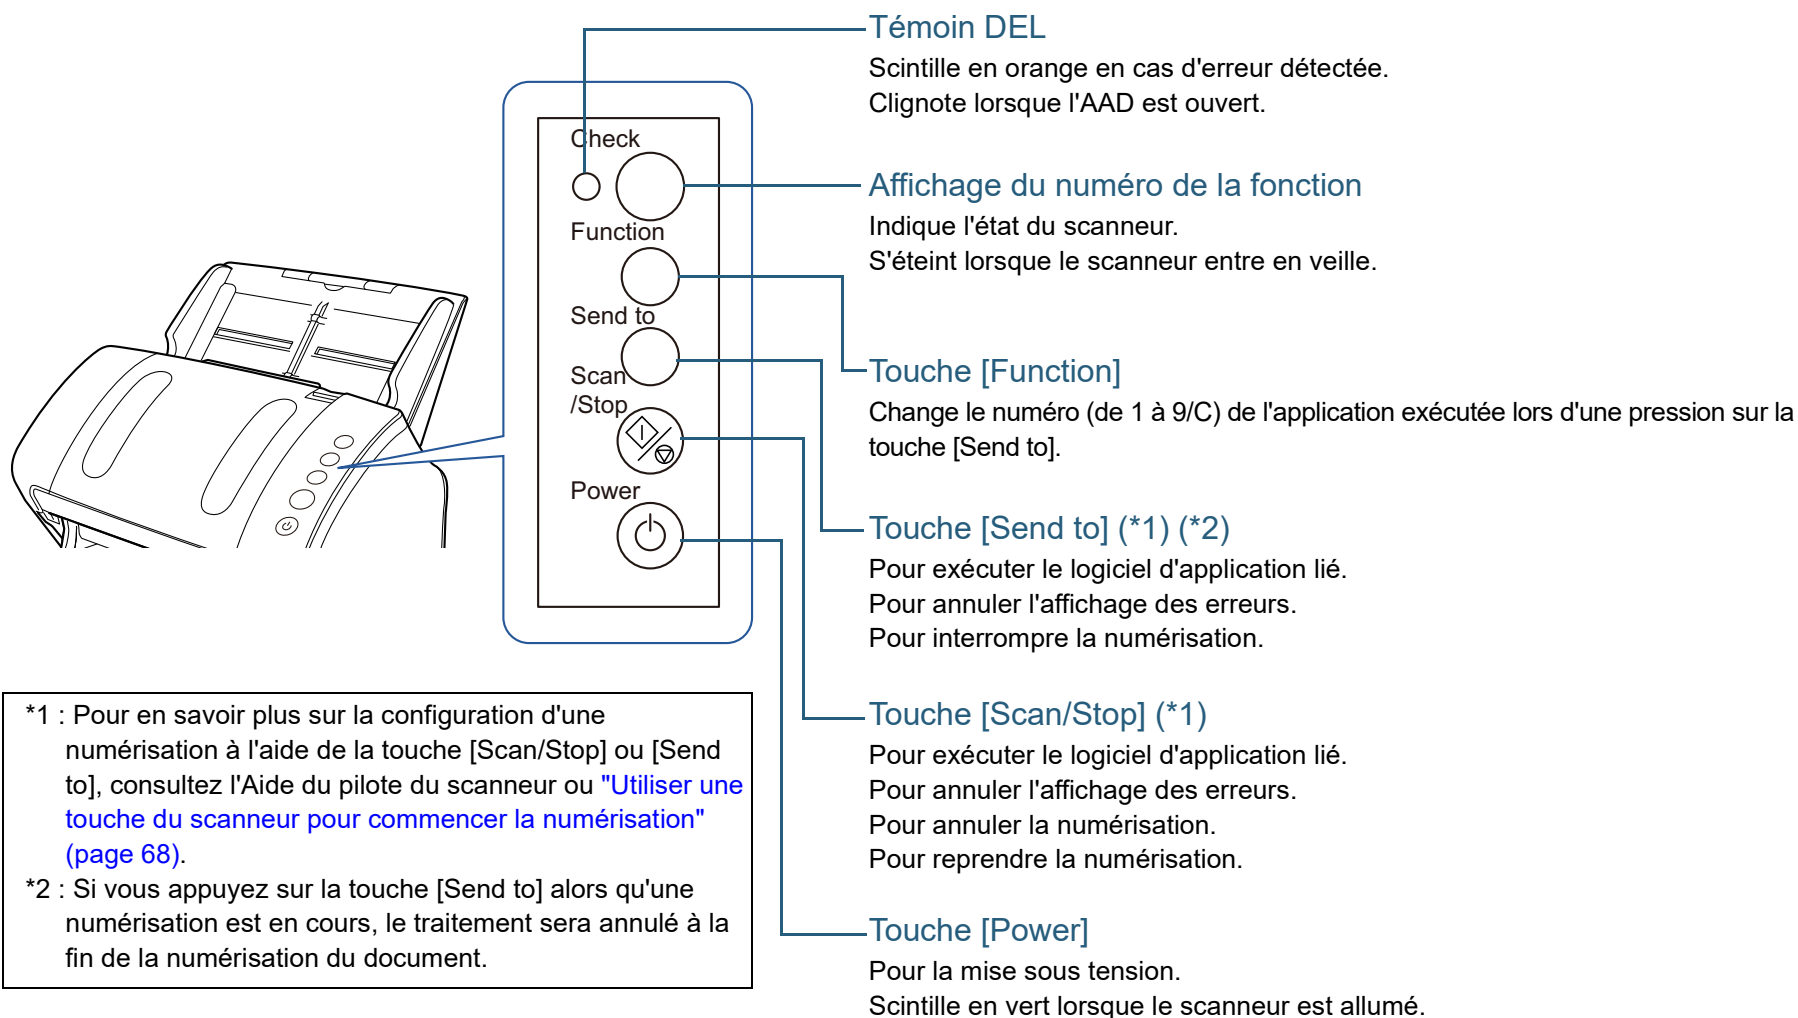 Témoin DEL
Scintille en orange en cas d'erreur détectée.
Clignote lorsque l'AAD est ouvert.
Check
Affichage du numéro de la fonction
Indique l'état du scanneur.
S'éteint lorsque le scanneur entre en veille.
Function
Send to
Touche [Function]
Change le numéro (de 1 à 9/C) de l'application exécutée lors d'une pression sur la
touche [Send to].
Scan
/Stop
Power
Touche [Send to] (*1) (*2)
Pour exécuter le logiciel d'application lié.
Pour annuler l'affichage des erreurs.
Pour interrompre la numérisation.
Touche [Scan/Stop] (*1)
Pour exécuter le logiciel d'application lié.
Pour annuler l'affichage des erreurs.
Pour annuler la numérisation.
Pour reprendre la numérisation.
Touche [Power]
Pour la mise sous tension.
Scintille en vert lorsque le scanneur est allumé.
*1 : Pour en savoir plus sur la configuration d'une
numérisation à l'aide de la touche [Scan/Stop] ou [Send
to], consultez l'Aide du pilote du scanneur ou "Utiliser une
touche du scanneur pour commencer la numérisation"
(page 68).
*2 : Si vous appuyez sur la touche [Send to] alors qu'une
numérisation est en cours, le traitement sera annulé à la
fin de la numérisation du document.